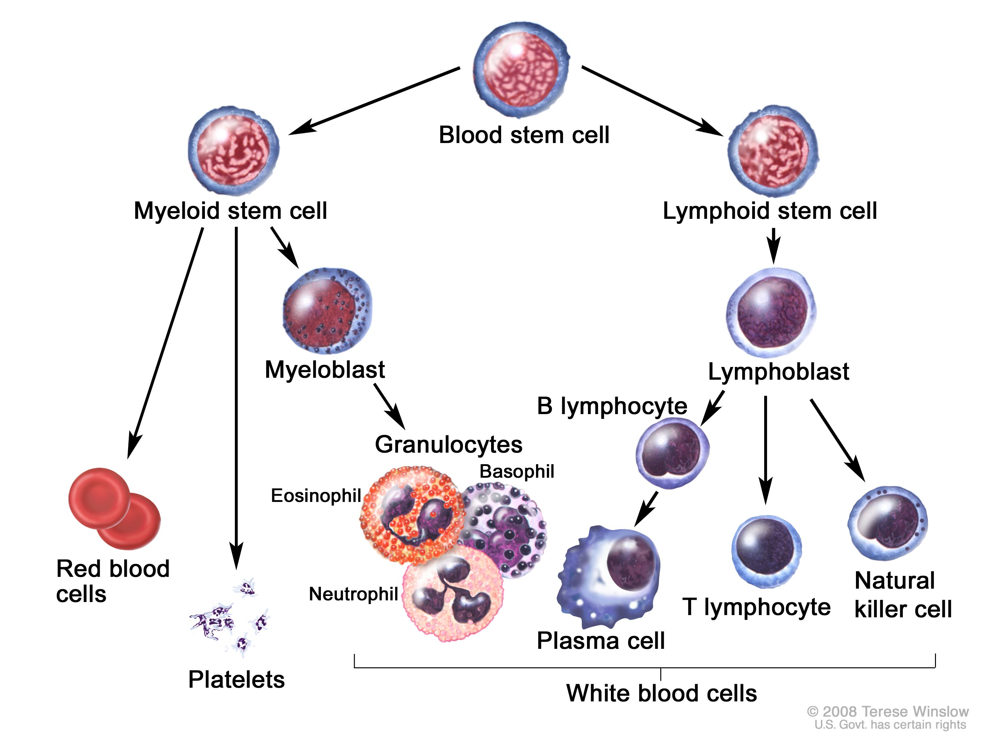 Blood stem cell
Myeloid stem cell
Lymphoid stem cell
Myeloblast
Lymphoblast
B lymphocyte
Granulocytes
Basophil
Eosinophil
Neutrophil
Red blood
cells
Platelets
Plasma cell
T lymphocyte
Natural
killer cell
White blood cells
© 2008 Terese Winslow
U.S. Govt. has certain rights